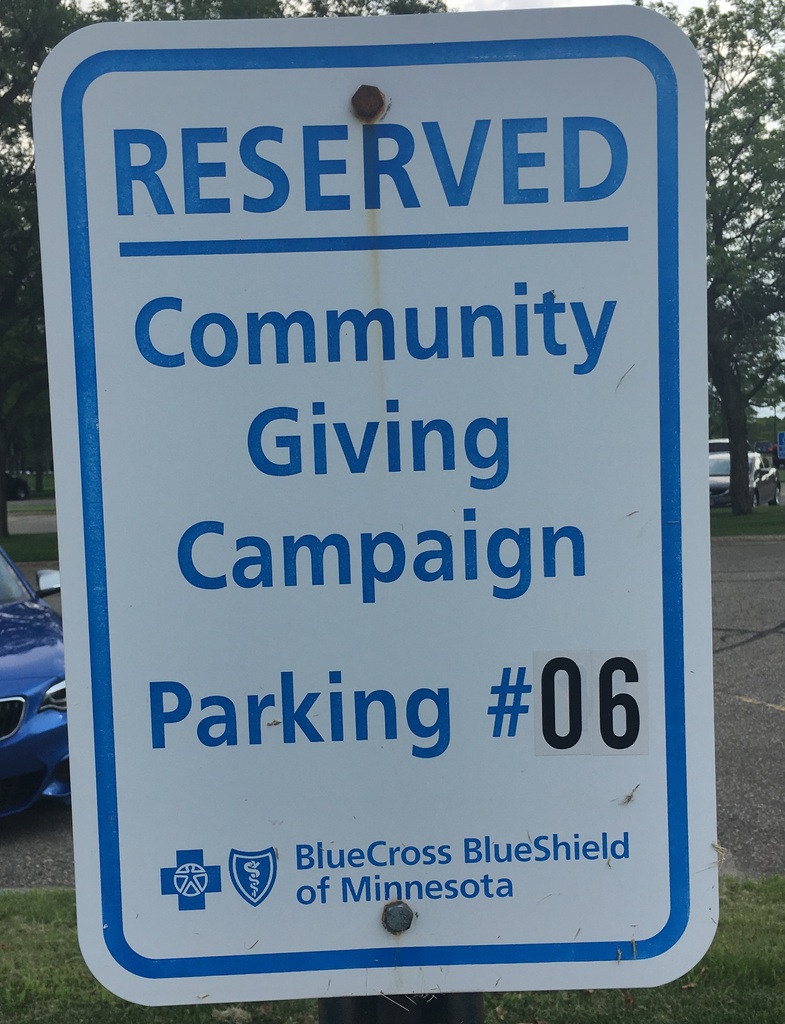 RESERVED
Community
Giving
Campaign
Parking #06
BlueCross BlueShield
of Minnesota